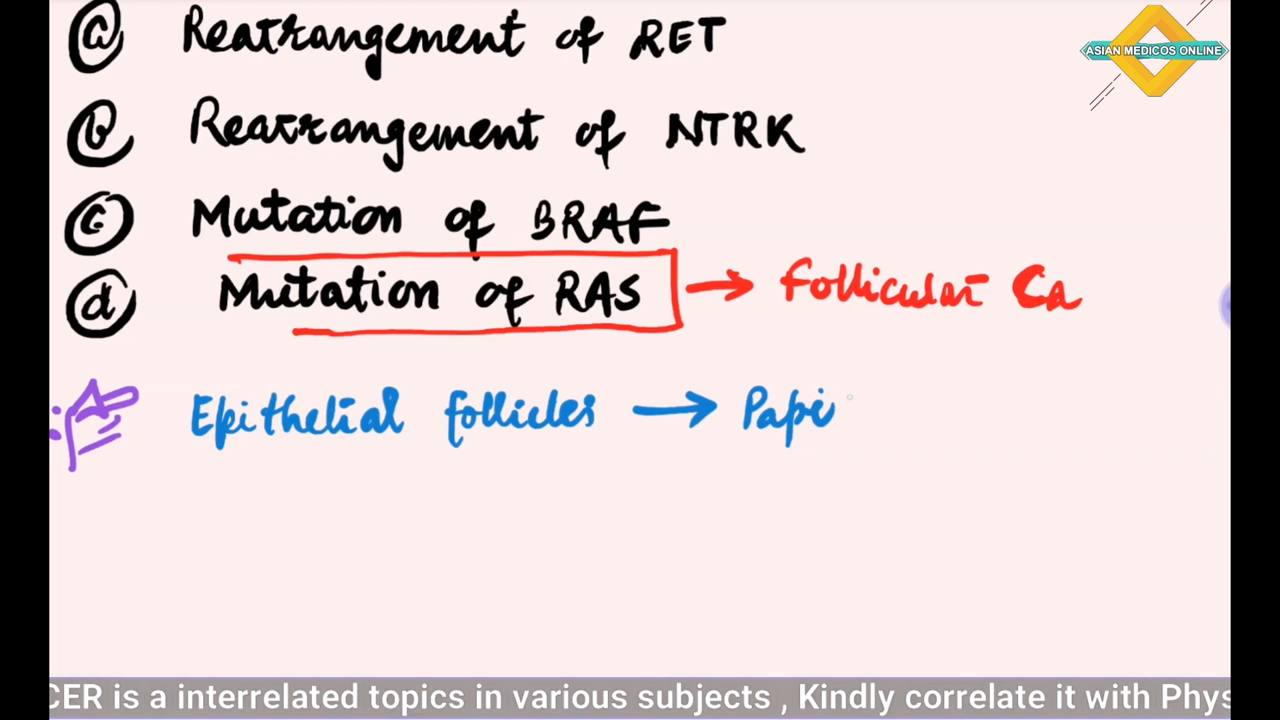 ASIAN MEDICOS ONLINE
a Rearrangement of RET
b Rearrangement of NTRK
c Mutation of BRAF
d Mutation of RAS → Follicular Ca
Epithelial follicles → Papi
CER is a interrelated topics in various subjects , Kindly correlate it with Phys